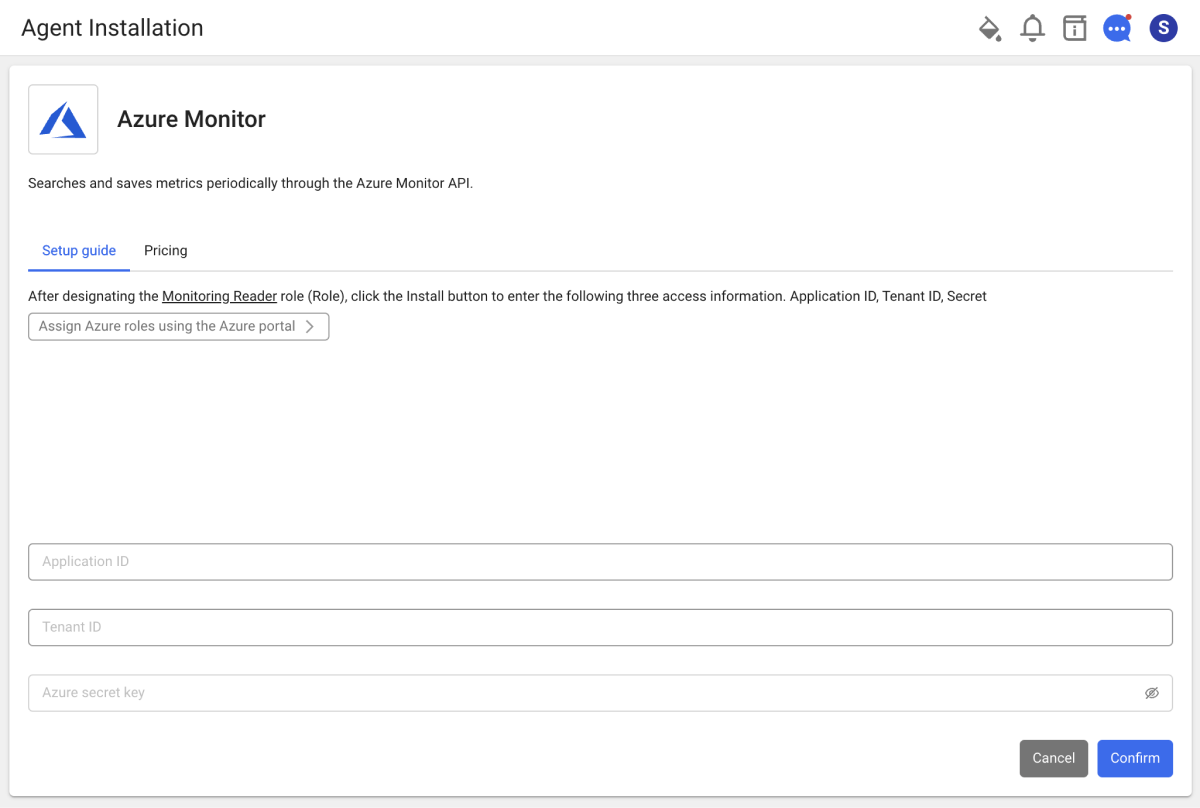 Agent Installation
S
Azure Monitor
Searches and saves metrics periodically through the Azure Monitor API.
Setup guide
Pricing
After designating the Monitoring Reader role (Role), click the Install button to enter the following three access information. Application ID, Tenant ID, Secret
Assign Azure roles using the Azure portal
Application ID
Tenant ID
Azure secret key
Cancel
Confirm